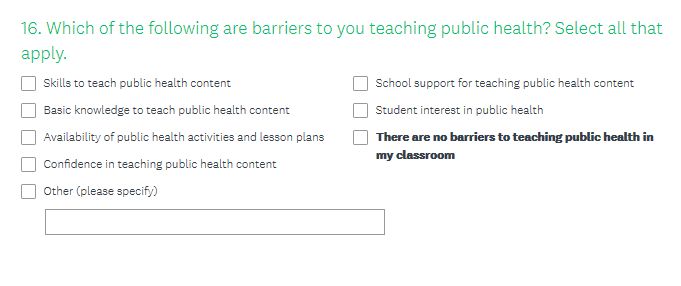 16. Which of the following are barriers to you teaching public health? Select all that
apply.
Skills to teach public health content
Basic knowledge to teach public health content
Availability of public health activities and lesson plans
Confidence in teaching public health content
Other (please specify)
School support for teaching public health content
Student interest in public health
There are no barriers to teaching public health in
my classroom